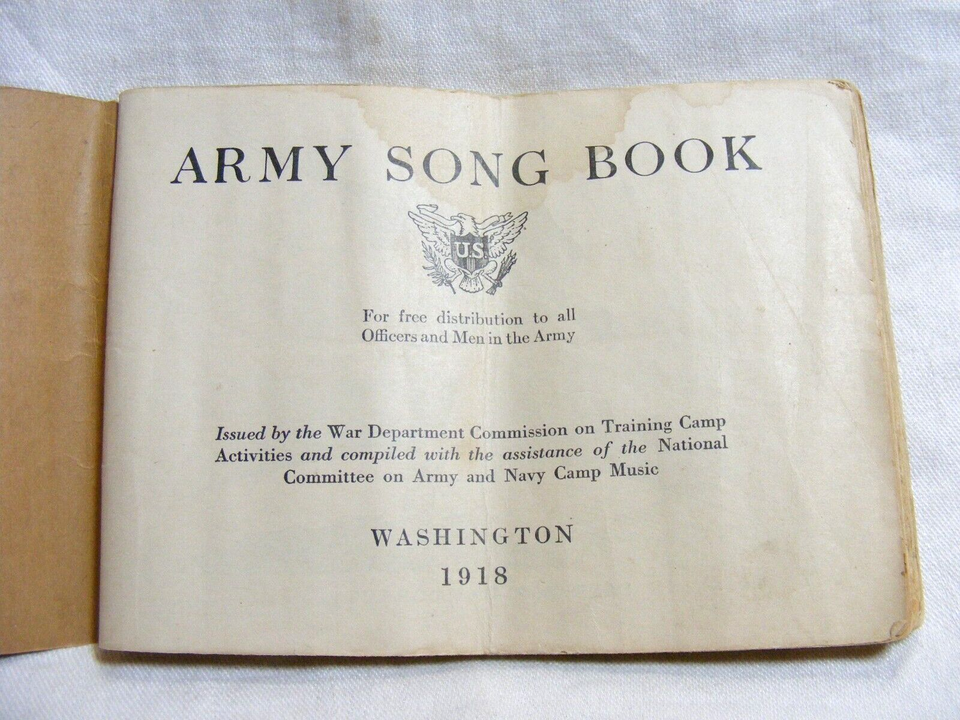 ARMY SONG BOOK
U.S.
For free distribution to all
Officers and Men in the Army
Issued by the War Department Commission on Training Camp
Activities and compiled with the assistance of the National
Committee on Army and Navy Camp Music
WASHINGTON
1918